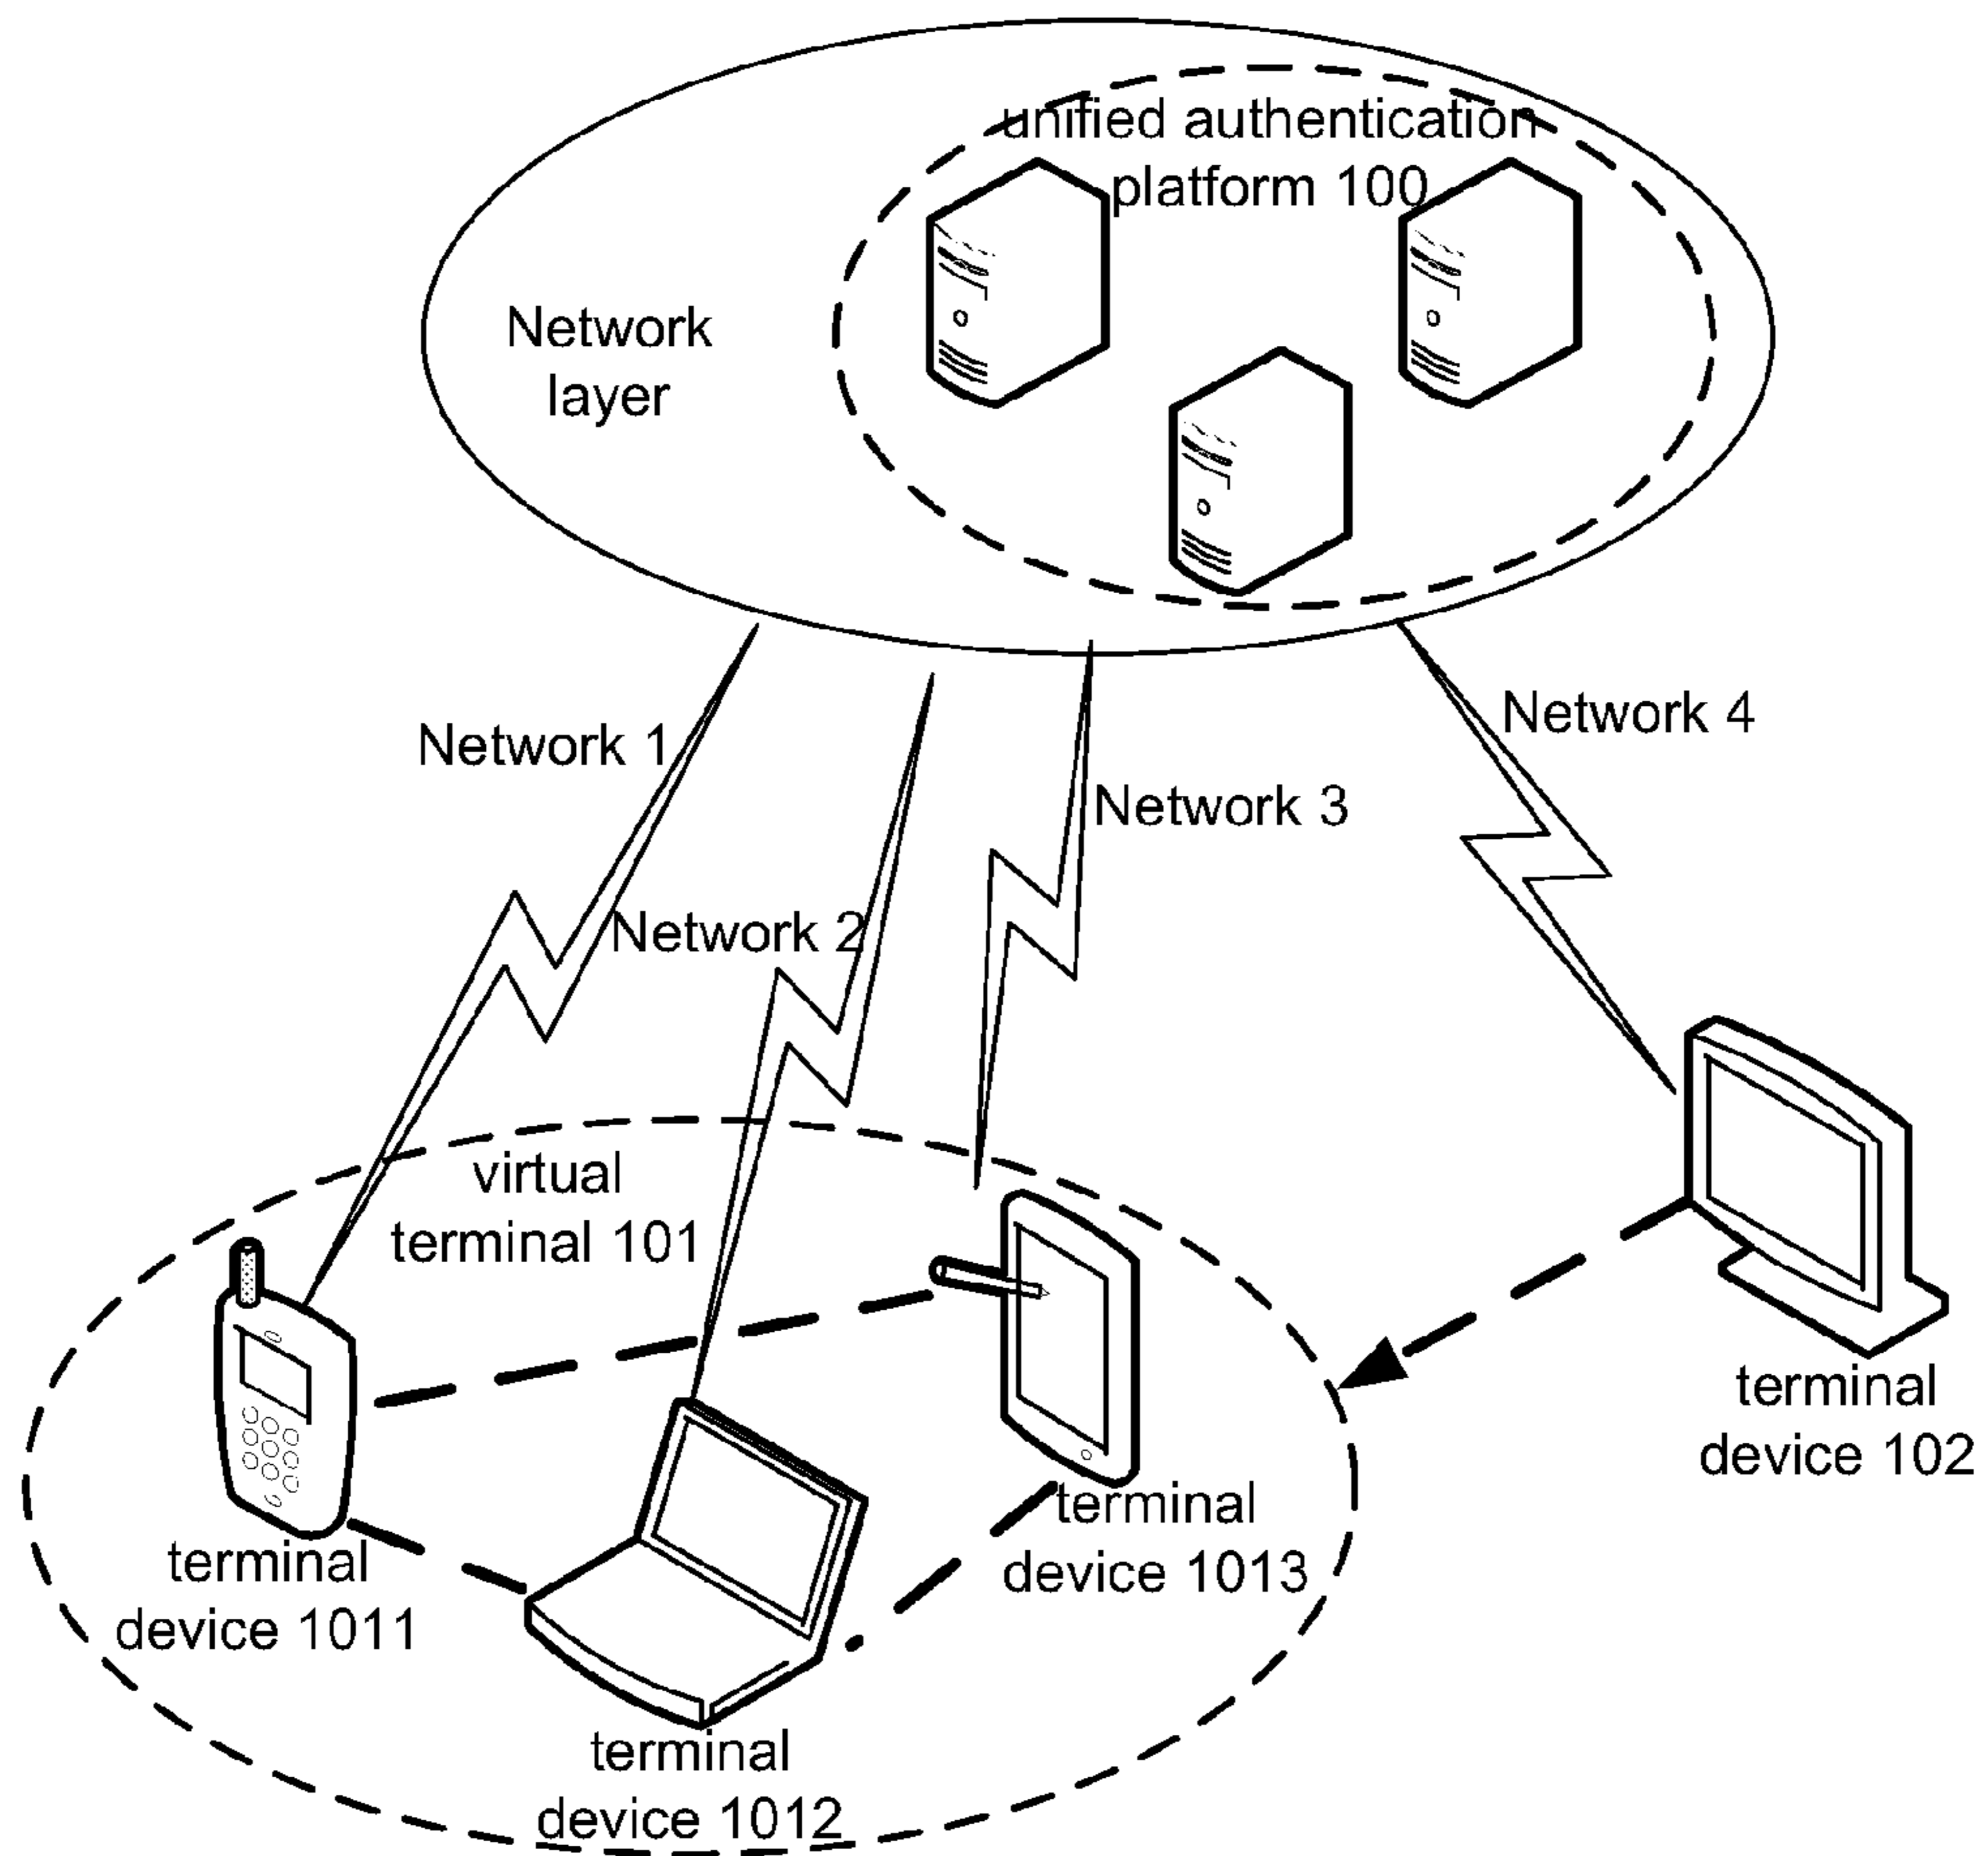 unified authentication
platform 100
Network
layer
Network 1
Network 4
Network 3
Network 2
virtual
terminal 101
terminal
device 102
terminal
device 1013
terminal
device 1011
terminal
device 1012